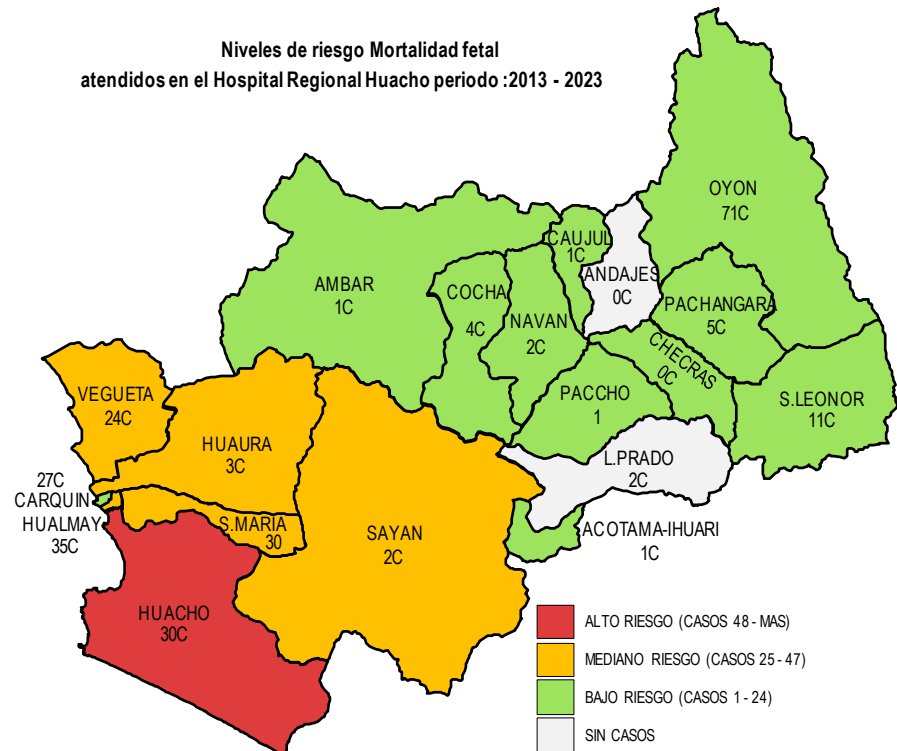 Niveles de riesgo Mortalidad fetal
atendidos en el Hospital Regional Huacho periodo :2013 - 2023
OYON
71C
CAUJUL
1C
ANDAJES
0C
AMBAR
1C
COCHA
4C
NAVAN
2C
PACHANGARA
5C
CHECRAS
0C
VEGUETA
24C
PACCHO
1
S.LEONOR
11C
HUAURA
3C
L.PRADO
2C
27C
CARQUIN
HUALMAY
35C
S.MARIA
30
SAYAN
2C
ACOTAMA-IHUARI
1C
HUACHO
30C
ALTO RIESGO (CASOS 48 - MAS)
MEDIANO RIESGO (CASOS 25 - 47)
BAJO RIESGO (CASOS 1 - 24)
SIN CASOS